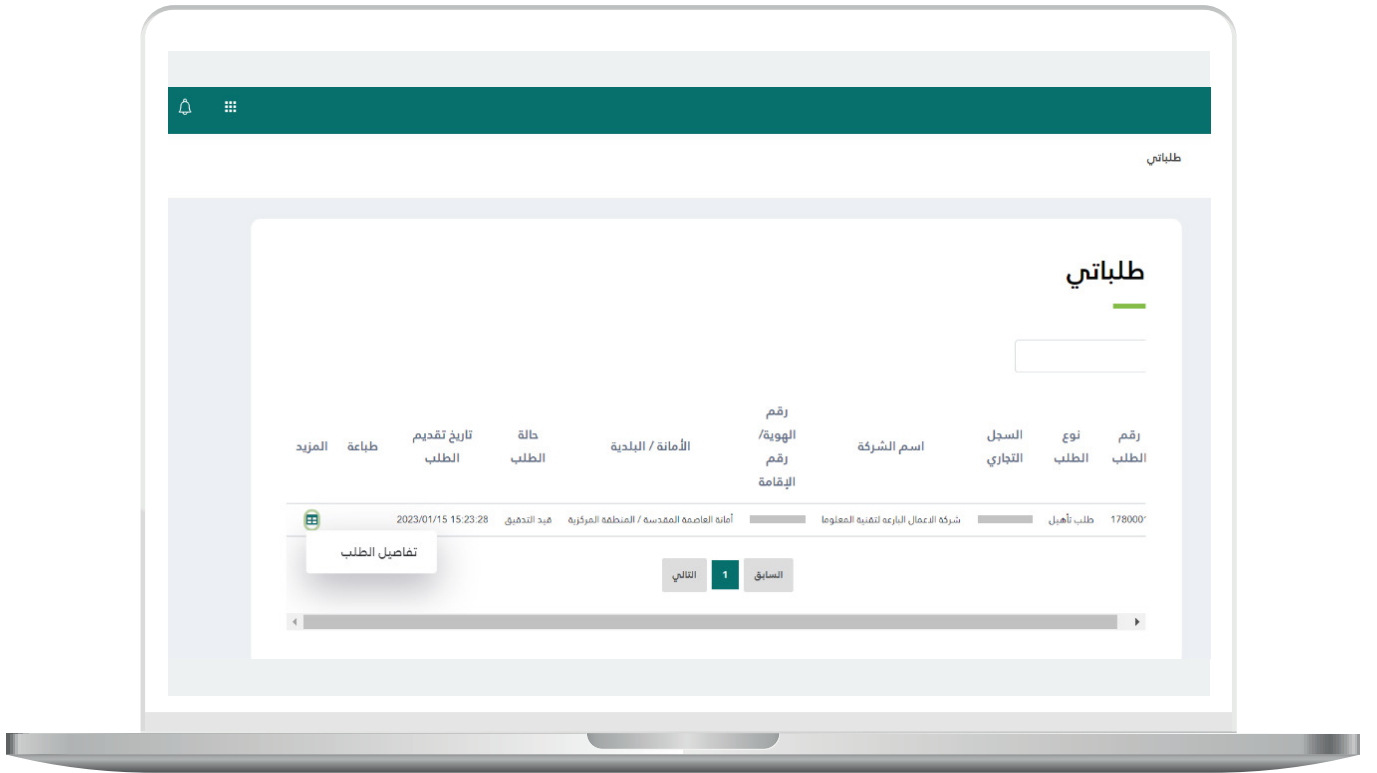 طلباتي
طلباتي
رقم الطلب
نوع الطلب
السجل التجاري
اسم الشركة
رقم الهوية/ رقم الإقامة
الأمانة / البلدية
حالة الطلب
تاريخ تقديم الطلب
طباعة
المزيد
178000 طلب تأهيل شركة الاعمال البارعه لتقنية المعلوما أمانة العاصمة المقدسة / المنطقة المركزية قيد التدقيق 2023/01/15 15:23:28
تفاصيل الطلب
السابق 1 التالي